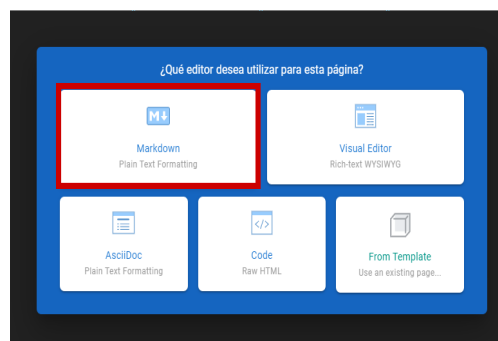 ¿Qué editor desea utilizar para esta página?
M
Markdown
Plain Text Formatting
Visual Editor
Rich-text WYSIWYG
AsciiDoc
Plain Text Formatting
</>
Code
Raw HTML
From Template
Use an existing page...